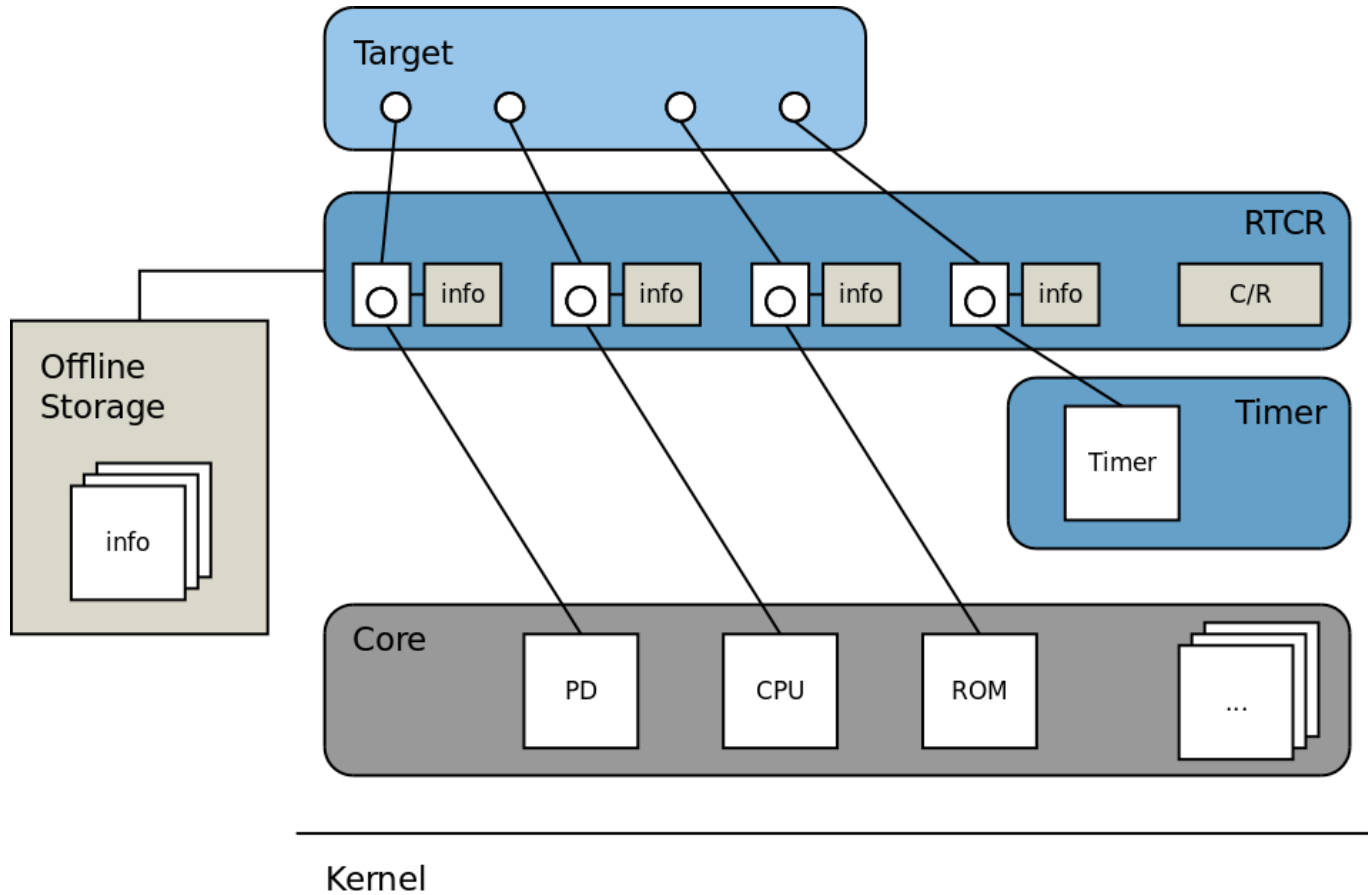 Target
RTCR
info
info
info
info
C/R
Offline
Storage
info
Timer
Timer
Core
PD
CPU
ROM
...
Kernel